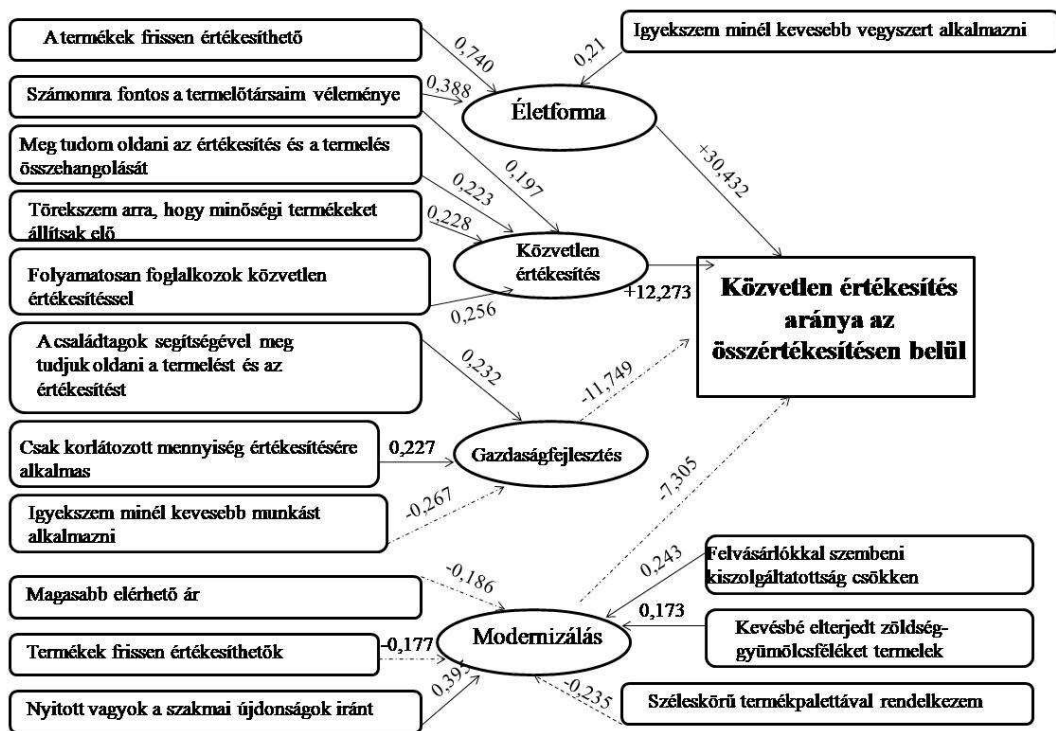 A termékek frissen értékesíthető
Igyekszem minél kevesebb vegyszert alkalmazni
0,740
0,21
Számomra fontos a termelőtársaim véleménye
0,388
Életforma
Meg tudom oldani az értékesítés és a termelés
összehangolását
0,223
0,197
+30,432
Törekszem arra, hogy minőségi termékeket
állítsak elő
0,228
Közvetlen
értékesítés
Folyamatosan foglalkozok közvetlen
értékesítéssel
0,256
+12,273
Közvetlen értékesítés
aránya az
összértékesítésen belül
A családtagok segítségével meg
tudjuk oldani a termelést és az
értékesítést
0,232
-11,749
Csak korlátozott mennyiség értékesítésére
alkalmas
0,227
Gazdaságfejlesztés
Igyekszem minél kevesebb munkást
alkalmazni
-0,267
-7,305
Magasabb elérhető ár
-0,186
0,243
Felvásárlókkal szembeni
kiszolgáltatottság csökken
Termékek frissen értékesíthetők
-0,177
Modernizálás
0,173
Kevésbé elterjedt zöldség-
gyümölcsféléket termelek
Nyitott vagyok a szakmai újdonságok iránt
0,395
-0,235
Széleskörű termékpalettával rendelkezem